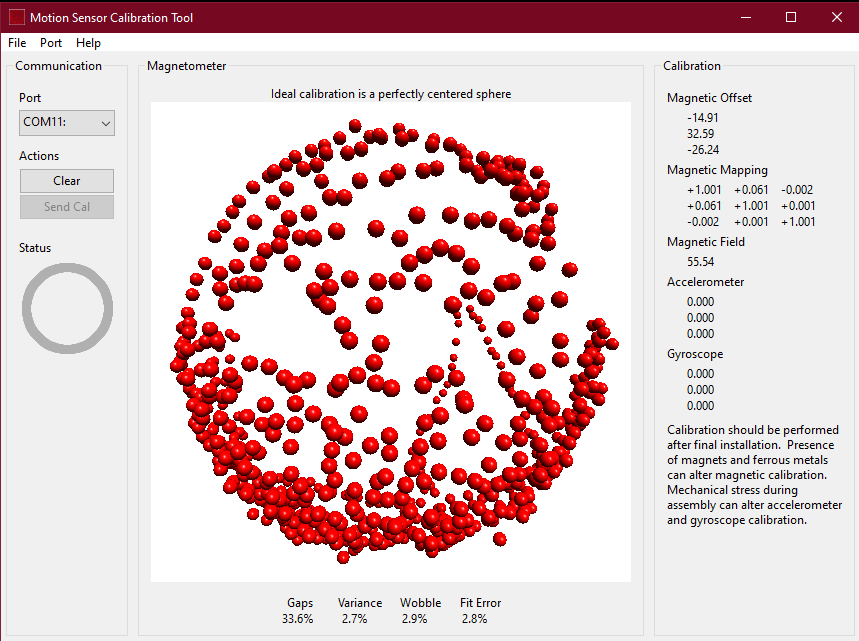 Motion Sensor Calibration Tool
File Port Help
Communication
Port
COM11:
Actions
Clear
Send Cal
Status
Magnetometer
Ideal calibration is a perfectly centered sphere
Gaps Variance Wobble Fit Error
33.6% 2.7% 2.9% 2.8%
Calibration
Magnetic Offset
-14.91
32.59
-26.24
Magnetic Mapping
+1.001 +0.061 -0.002
+0.061 +1.001 +0.001
-0.002 +0.001 +1.001
Magnetic Field
55.54
Accelerometer
0.000
0.000
0.000
Gyroscope
0.000
0.000
0.000
Calibration should be performed
after final installation. Presence
of magnets and ferrous metals
can alter magnetic calibration.
Mechanical stress during
assembly can alter accelerometer
and gyroscope calibration.